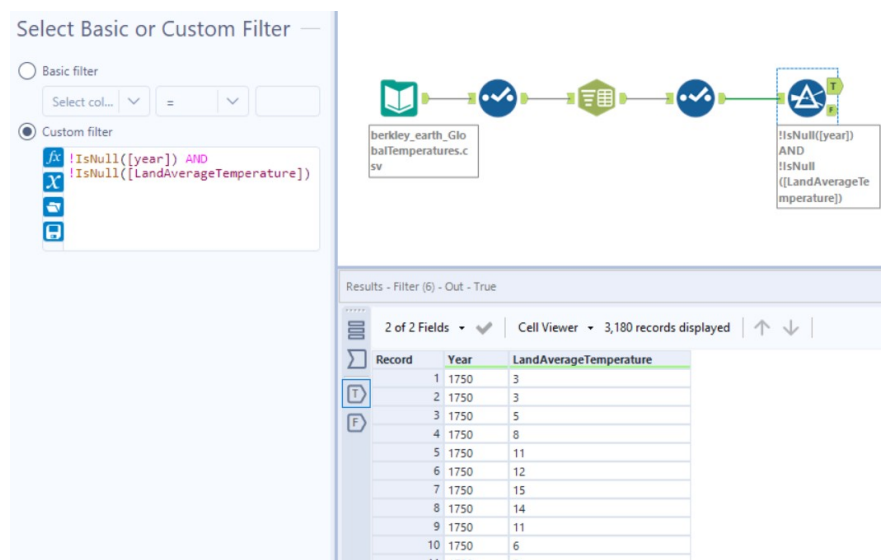 Select Basic or Custom Filter
Basic filter
Select col... =
Custom filter
!IsNull([year]) AND
!IsNull([LandAverageTemperature])
berkley_earth_Glo
balTemperatures.c
sv
T
F
!IsNull([year])
AND
!IsNull
([LandAverageTe
mperature])
Results - Filter (6) - Out - True
2 of 2 Fields Cell Viewer 3,180 records displayed
T
F
Record Year LandAverageTemperature
1 1750 3
2 1750 3
3 1750 5
4 1750 8
5 1750 11
6 1750 12
7 1750 15
8 1750 14
9 1750 11
10 1750 6